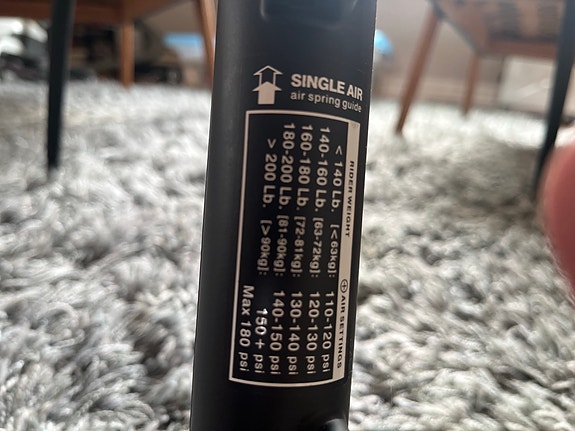 SINGLE AIR
air spring guide
RIDER WEIGHT + AIR SETTINGS
< 140 Lb. [< 63kg]: 110-120 psi
140-160 Lb. [63-72kg]: 120-130 psi
160-180 Lb. [72-81kg]: 130-140 psi
180-200 Lb. [81-90kg]: 140-150 psi
> 200 Lb. [> 90kg]: 150 + psi
Max 180 psi